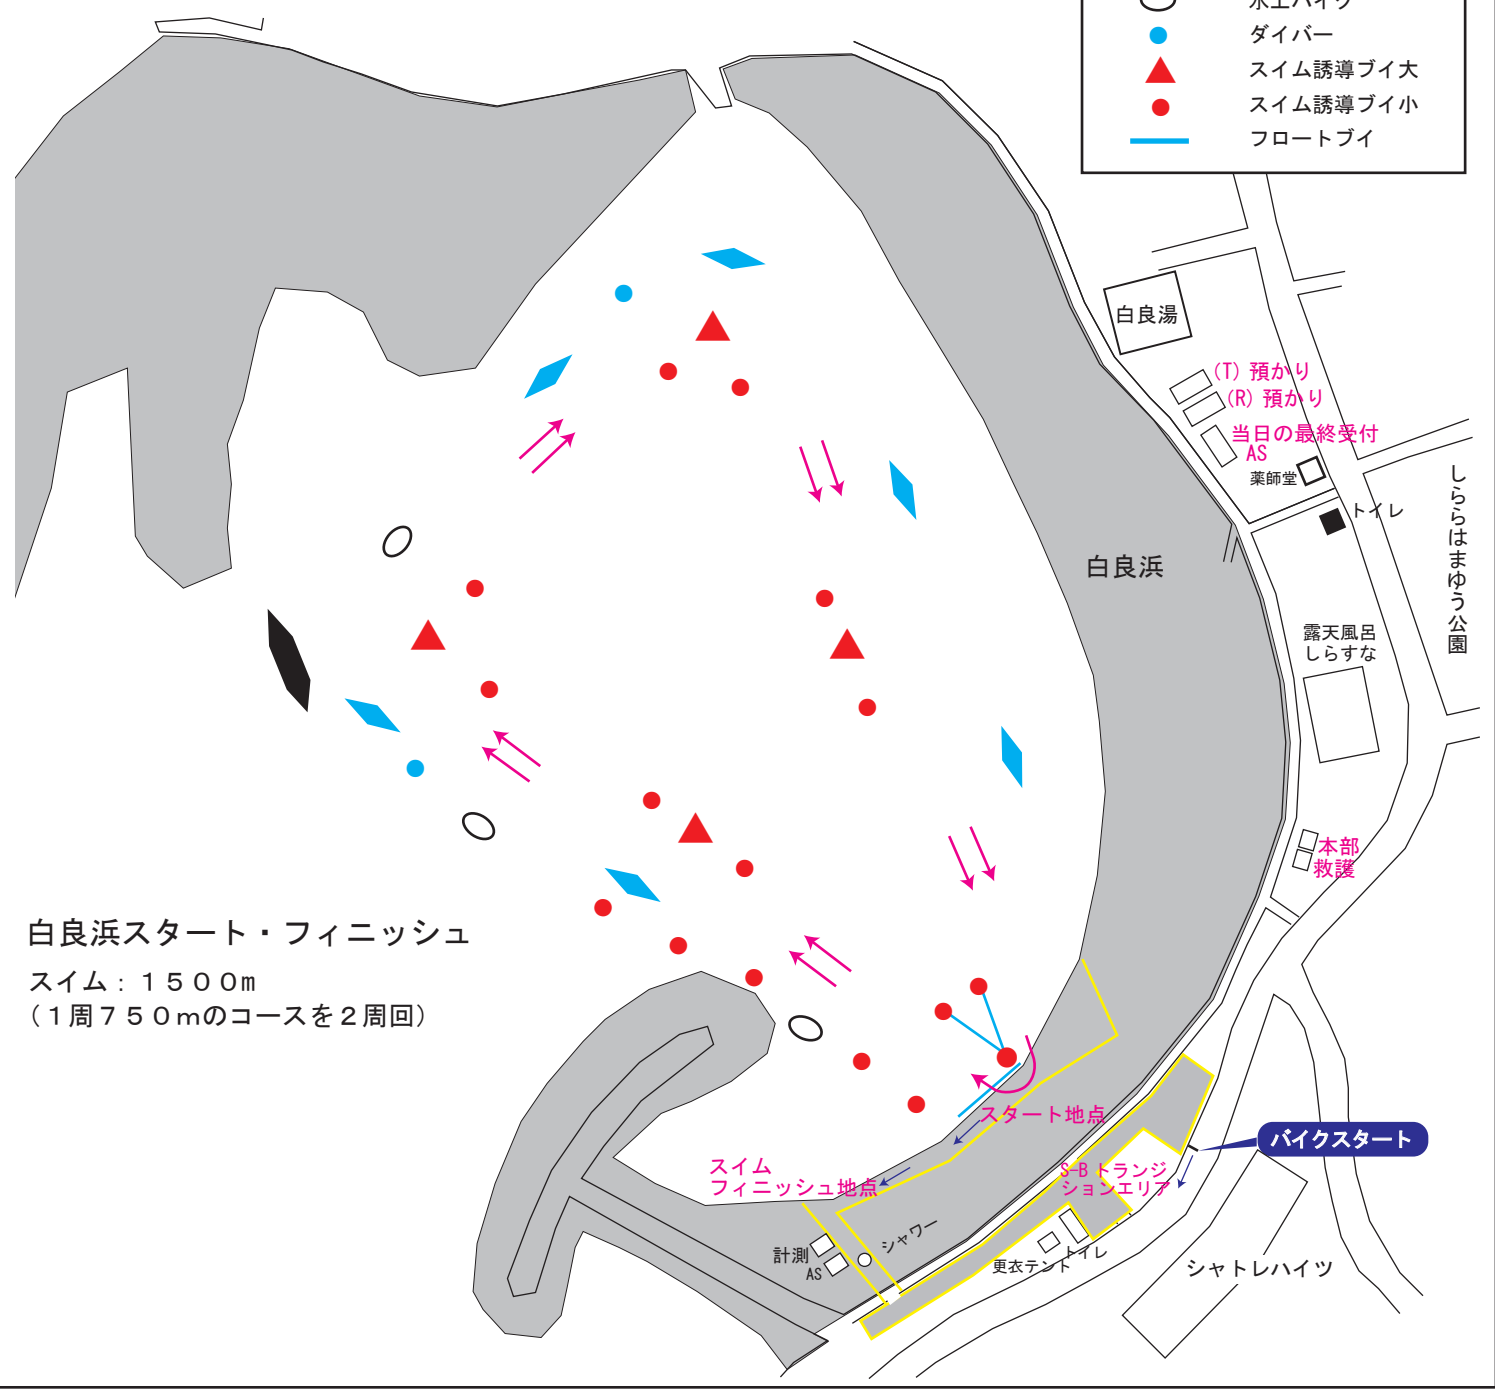 ダイバー
スイム誘導ブイ大
スイム誘導ブイ小
フロートブイ
白良湯
(T) 預かり
(R) 預かり
当日の最終受付
AS
薬師堂
トイレ
しららはまゆう公園
白良浜
露天風呂
しらすな
本部
救護
白良浜スタート・フィニッシュ
スイム：１５００m
（１周７５０ｍのコースを２周回）
スタート地点
バイクスタート
スイム
フィニッシュ地点
S-B トランジ
ションエリア
シャワー
計測
AS
トイレ
更衣テント
シャトレハイツ